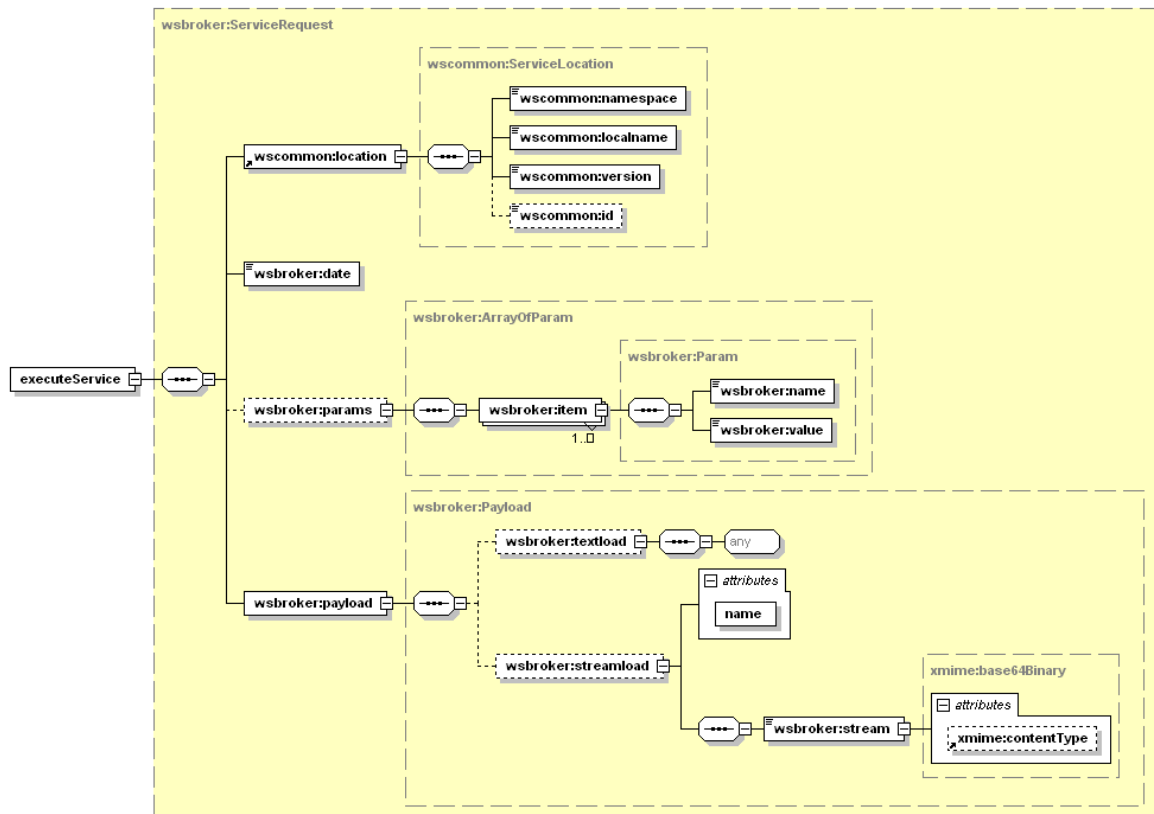 wsbroker:ServiceRequest
wscommon:ServiceLocation
wscommon:namespace
wscommon:localname
wscommon:location
wscommon:version
wscommon:id
wsbroker:date
wsbroker:ArrayOfParam
wsbroker:Param
executeService
wsbroker:name
wsbroker:params
wsbroker:item
wsbroker:value
1..
wsbroker:Payload
wsbroker:textload
any
attributes
wsbroker:payload
name
wsbroker:streamload
xmime:base64Binary
attributes
wsbroker:stream
xmime:contentType